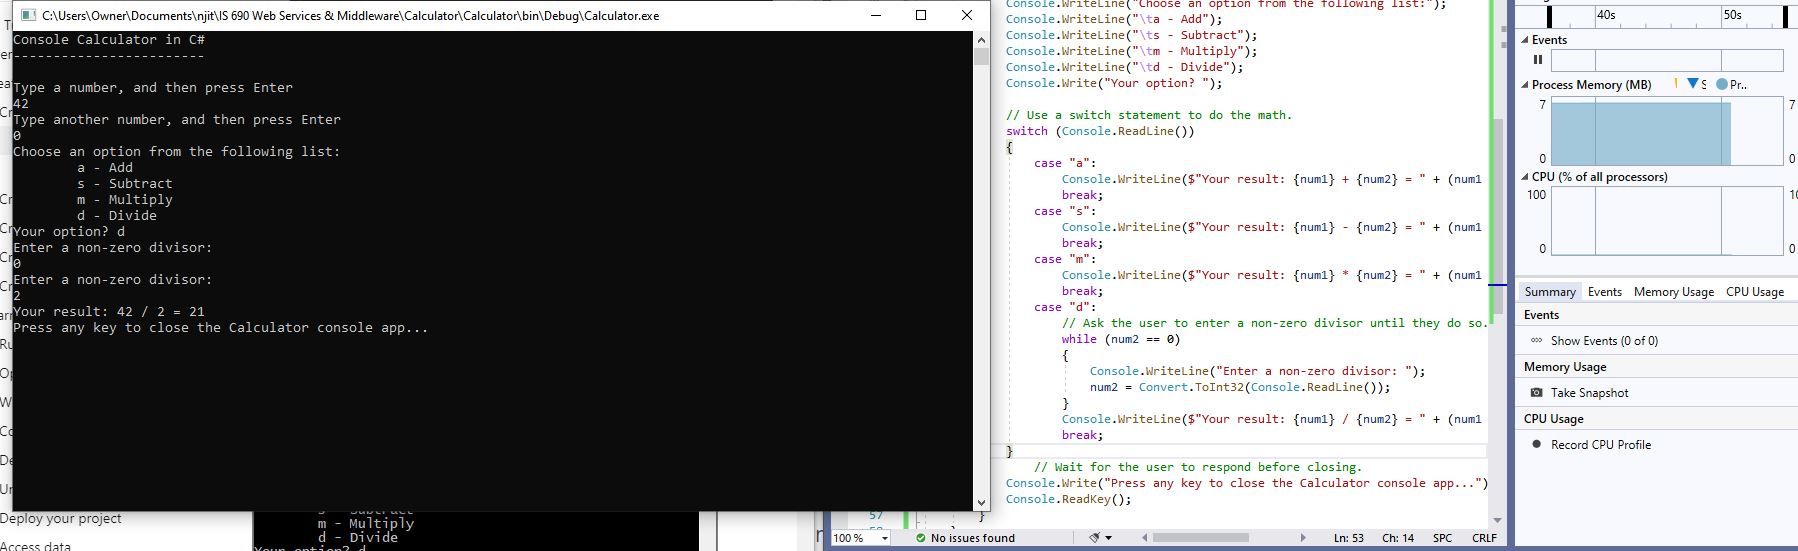 C:\Users\Owner\Documents\njit\IS 690 Web Services & Middleware\Calculator\Calculator\bin\Debug\Calculator.exe
Console Calculator in C#
------------------------
Type a number, and then press Enter
42
Type another number, and then press Enter
0
Choose an option from the following list:
a - Add
s - Subtract
m - Multiply
d - Divide
Your option? d
Enter a non-zero divisor:
0
Enter a non-zero divisor:
2
Your result: 42 / 2 = 21
Press any key to close the Calculator console app...
Deploy your project
Access data
s - Subtract
m - Multiply
d - Divide
Your option? d
Console.WriteLine("Choose an option from the following list:");
Console.WriteLine("\ta - Add");
Console.WriteLine("\ts - Subtract");
Console.WriteLine("\tm - Multiply");
Console.WriteLine("\td - Divide");
Console.Write("Your option? ");
// Use a switch statement to do the math.
switch (Console.ReadLine())
{
case "a":
Console.WriteLine($"Your result: {num1} + {num2} = " + (num1
break;
case "s":
Console.WriteLine($"Your result: {num1} - {num2} = " + (num1
break;
case "m":
Console.WriteLine($"Your result: {num1} * {num2} = " + (num1
break;
case "d":
// Ask the user to enter a non-zero divisor until they do so.
while (num2 == 0)
{
Console.WriteLine("Enter a non-zero divisor: ");
num2 = Convert.ToInt32(Console.ReadLine());
}
Console.WriteLine($"Your result: {num1} / {num2} = " + (num1
break;
}
// Wait for the user to respond before closing.
Console.Write("Press any key to close the Calculator console app...")
Console.ReadKey();
57 }
100 % No issues found Ln: 53 Ch: 14 SPC CRLF
40s 50s
Events
Process Memory (MB) S Pr..
7 7
0 0
CPU (% of all processors)
100 10
0 0
Summary Events Memory Usage CPU Usage
Events
Show Events (0 of 0)
Memory Usage
Take Snapshot
CPU Usage
Record CPU Profile